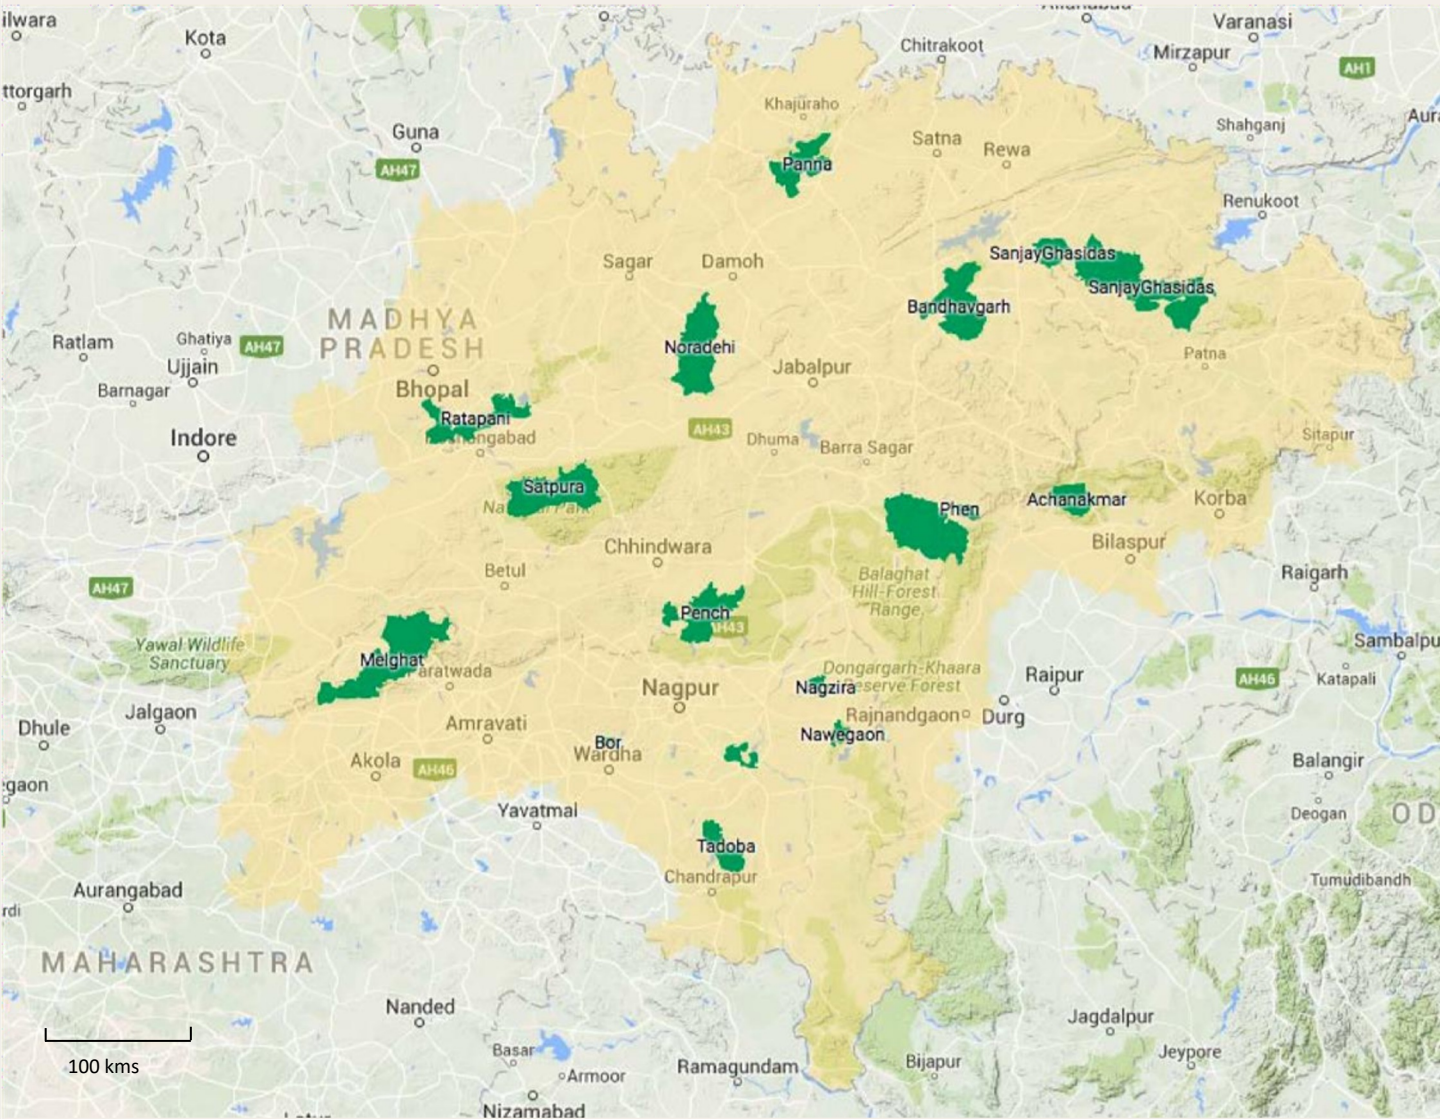 ilwara
Kota
Chitrakoot
Varanasi
Mirzapur
AH1
ttorgarh
Khajuraho
Guna
AH47
Satna
Rewa
Shahganj
Aura
Panna
Renukoot
Sagar
Damoh
SanjayGhasidas
SanjayGhasidas
Bandhavgarh
MADHYA
PRADESH
Ratlam
Ghatiya
AH47
Ujjain
Noradehi
Jabalpur
Patna
Barnagar
Bhopal
Ratapani
Indore
AH43
Dhuma
Barra Sagar
Sitapur
Satpura
Phen
Achanakmar
Korba
Chhindwara
Bilaspur
AH47
Betul
Balaghat
Hill-Forest
Range
Raigarh
Pench
AH43
Yawal Wildlife
Sanctuary
Melghat
Sambalpu
Dongargarh-Khaara
Raipur
AH46
Katapali
Nagpur
Nagzira
Jalgaon
Rajnandgaon
Durg
Dhule
Amravati
Nawegaon
Bor
Wardha
Akola
AH46
Balangir
egaon
Yavatmal
Deogan
OD
Tadoba
Chandrapur
Aurangabad
Tumudibandh
rdi
MAHARASHTRA
Nanded
Jagdalpur
100 kms
Basar
Armoor
Ramagundam
Bijapur
Jeypore
Nizamabad